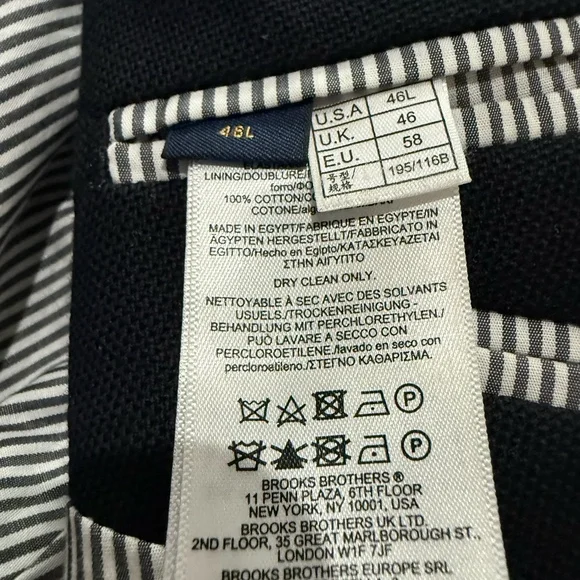 46L
U.S.A 46L
U.K. 46
E.U. 58
号型/规格 195/116B
LINING/DOUBLURE/
forro/ΦΟ
100% COTTON/CO
COTONE/alg
MADE IN EGYPT/FABRIQUE EN EGYPTE/IN
ÄGYPTEN HERGESTELLT/FABBRICATO IN
EGITTO/Hecho en Egipto/ΚΑΤΑΣΚΕΥΑΖΕΤΑΙ
ΣΤΗΝ ΑΙΓΥΠΤΟ
DRY CLEAN ONLY.
NETTOYABLE À SEC AVEC DES SOLVANTS
USUELS./TROCKENREINIGUNG -
BEHANDLUNG MIT PERCHLORETHYLEN./
PUÒ LAVARE A SECCO CON
PERCLOROETILENE./lavado en seco con
percloroetileno./ΣΤΕΓΝΟ ΚΑΘΑΡΙΣΜΑ.
P
P
BROOKS BROTHERS ®
11 PENN PLAZA, 6TH FLOOR
NEW YORK, NY 10001, USA
BROOKS BROTHERS UK LTD.
2ND FLOOR, 35 GREAT MARLBOROUGH ST.,
LONDON W1F 7JF
BROOKS BROTHERS EUROPE SRL